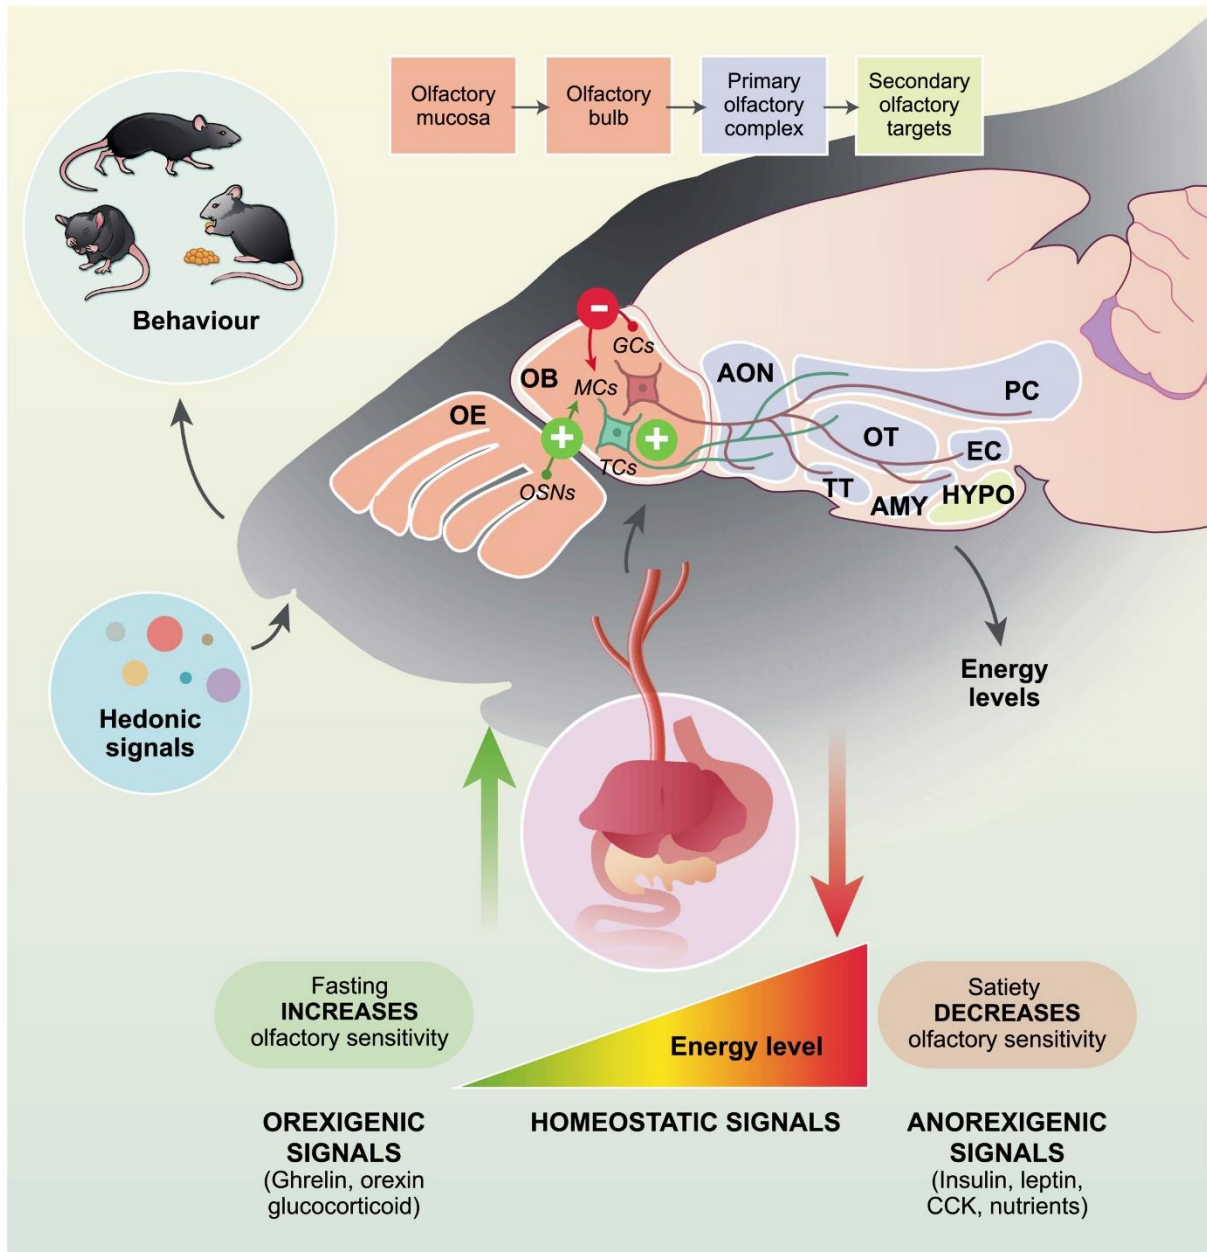 Olfactory
mucosa
Olfactory
bulb
Primary
olfactory
complex
Secondary
olfactory
targets
Behaviour
-
GCs
OB
MCs
AON
PC
OE
+
+
OT
EC
TCs
OSNs
TT
AMY
HYPO
Hedonic
signals
Energy
levels
Fasting
INCREASES
olfactory sensitivity
Satiety
DECREASES
olfactory sensitivity
Energy level
OREXIGENIC
SIGNALS
(Ghrelin, orexin
glucocorticoid)
HOMEOSTATIC SIGNALS
ANOREXIGENIC
SIGNALS
(Insulin, leptin,
CCK, nutrients)